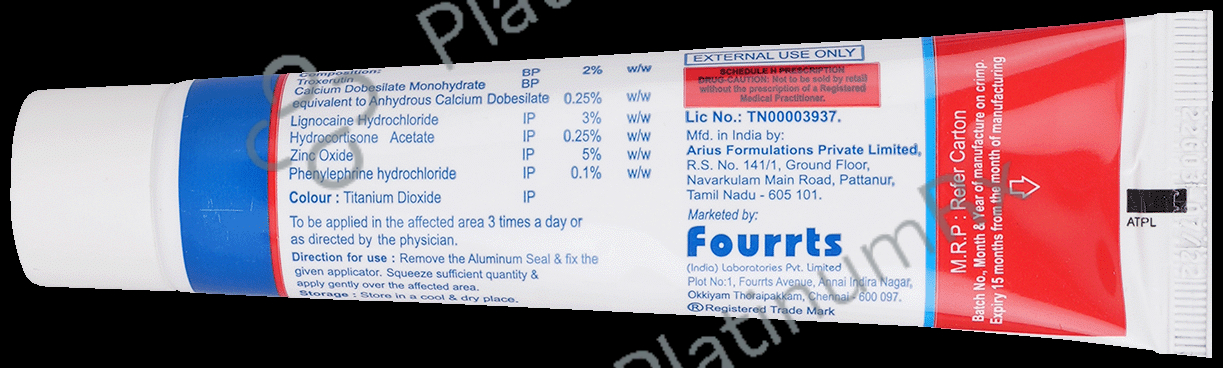 Composition:
Troxerutin BP 2% w/w
Calcium Dobesilate Monohydrate BP
equivalent to Anhydrous Calcium Dobesilate 0.25% w/w
Lignocaine Hydrochloride IP 3% w/w
Hydrocortisone Acetate IP 0.25% w/w
Zinc Oxide IP 5% w/w
Phenylephrine hydrochloride IP 0.1% w/w
Colour : Titanium Dioxide IP
To be applied in the affected area 3 times a day or
as directed by the physician.
Direction for use : Remove the Aluminum Seal & fix the
given applicator. Squeeze sufficient quantity &
apply gently over the affected area.
Storage : Store in a cool & dry place.
EXTERNAL USE ONLY
SCHEDULE H PRESCRIPTION
DRUG-CAUTION: Not to be sold by retail
without the prescription of a Registered
Medical Practitioner.
Lic No.: TN00003937.
Mfd. in India by:
Arius Formulations Private Limited,
R.S. No. 141/1, Ground Floor,
Navarkulam Main Road, Pattanur,
Tamil Nadu - 605 101.
Marketed by:
Fourrts
(India) Laboratories Pvt. Limited
Plot No:1, Fourrts Avenue, Annai Indira Nagar,
Okkiyam Thoraipakkam, Chennai - 600 097.
® Registered Trade Mark
M.R.P : Refer Carton
Batch No., Month & Year of manufacture on crimp.
Expiry 15 months from the month of manufacturing
ATPL
Platinum
PlatinumR